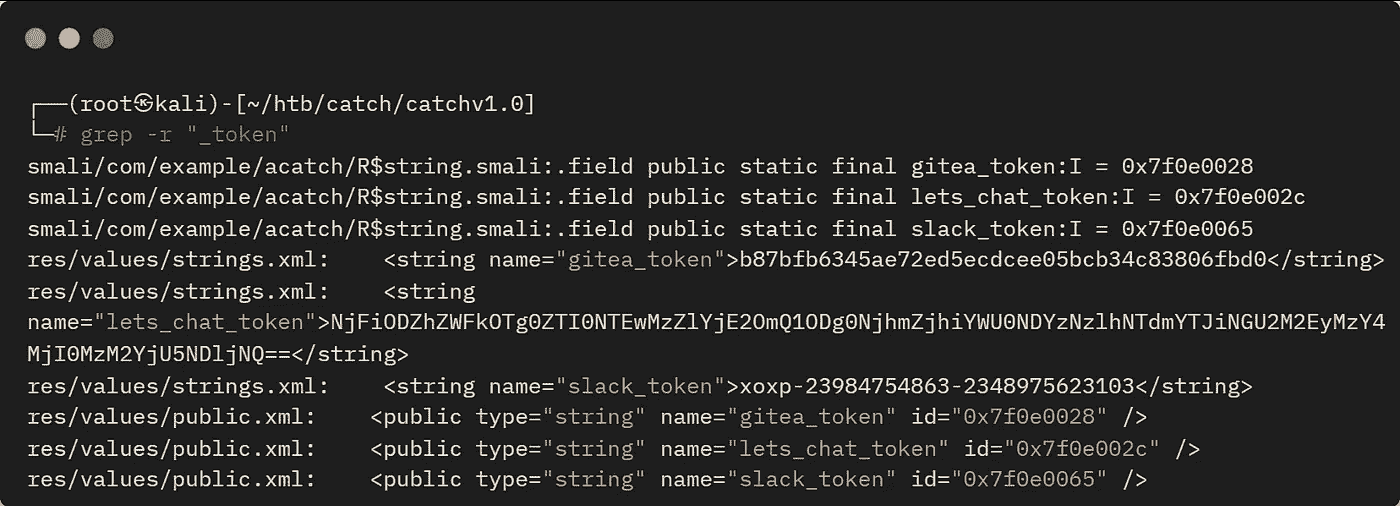 ┌──(root㉿kali)-[~/htb/catch/catchv1.0]
└─# grep -r "_token"
smali/com/example/acatch/R$string.smali:.field public static final gitea_token:I = 0x7f0e0028
smali/com/example/acatch/R$string.smali:.field public static final lets_chat_token:I = 0x7f0e002c
smali/com/example/acatch/R$string.smali:.field public static final slack_token:I = 0x7f0e0065
res/values/strings.xml:    <string name="gitea_token">b87bfb6345ae72ed5ecdcee05bcb34c83806fbd0</string>
res/values/strings.xml:    <string
name="lets_chat_token">NjFiODZhZWFkOTg0ZTI0NTEwMzZlYjE2OmQ1ODg0NjhmZjhiYWU0NDYzNzlhNTdmYTJiNGU2M2EyMzY4
MjI0MzM2YjU5NDljNQ==</string>
res/values/strings.xml:    <string name="slack_token">xoxp-23984754863-2348975623103</string>
res/values/public.xml:    <public type="string" name="gitea_token" id="0x7f0e0028" />
res/values/public.xml:    <public type="string" name="lets_chat_token" id="0x7f0e002c" />
res/values/public.xml:    <public type="string" name="slack_token" id="0x7f0e0065" />